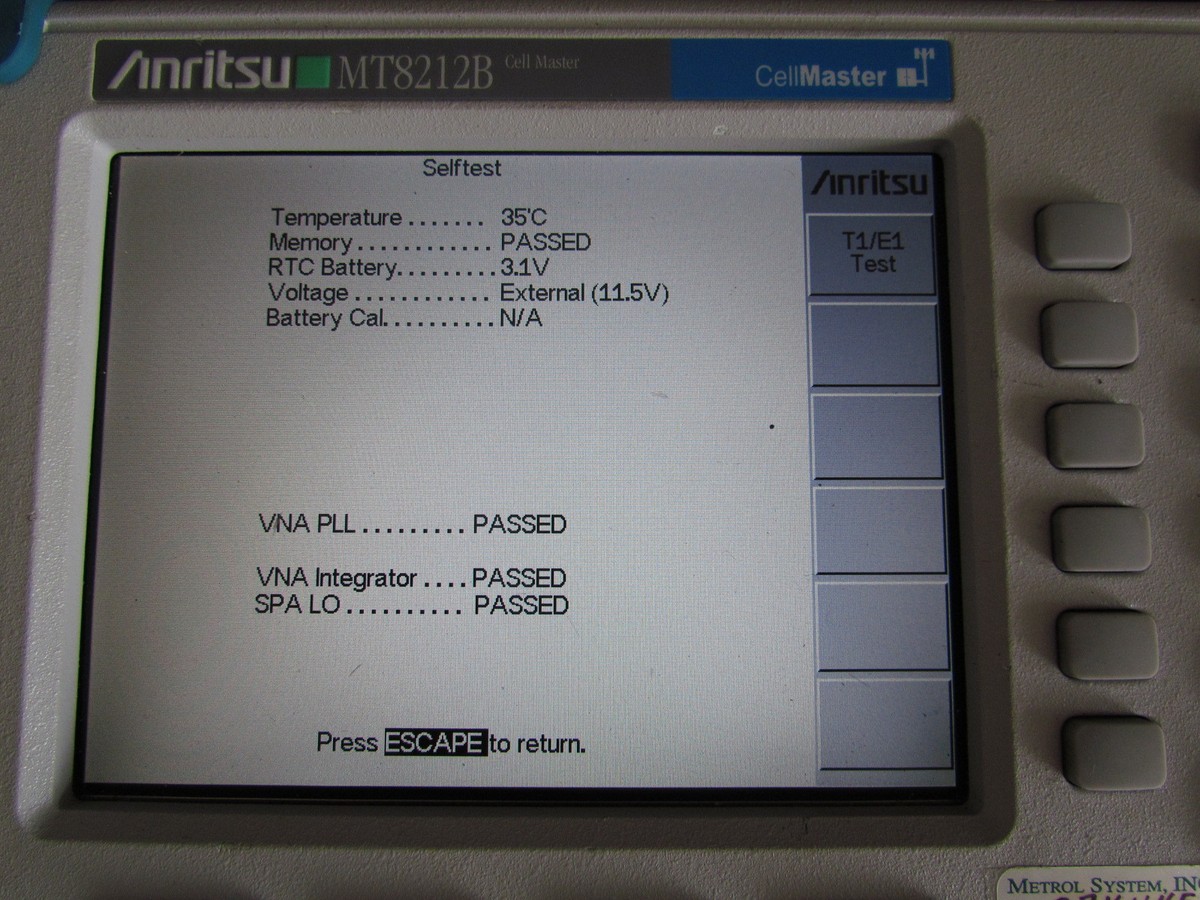 Anritsu MT8212B Cell Master
CellMaster
Selftest
Anritsu
Temperature ....... 35'C
Memory ............ PASSED
RTC Battery......... 3.1V
Voltage ............ External (11.5V)
Battery Cal.......... N/A
T1/E1
Test
VNA PLL ......... PASSED
VNA Integrator .... PASSED
SPA LO .......... PASSED
Press ESCAPE to return.
METROL SYSTEM, INC